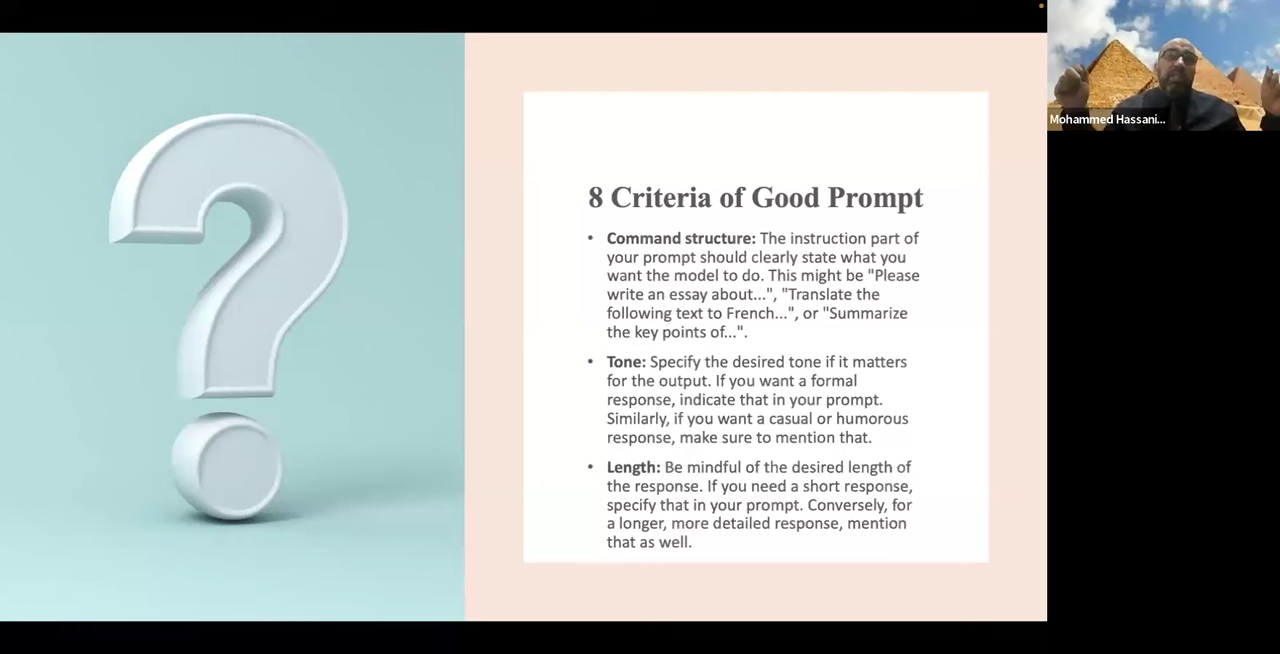 8 Criteria of Good Prompt
• Command structure: The instruction part of
your prompt should clearly state what you
want the model to do. This might be "Please
write an essay about...", "Translate the
following text to French...", or "Summarize
the key points of...".
• Tone: Specify the desired tone if it matters
for the output. If you want a formal
response, indicate that in your prompt.
Similarly, if you want a casual or humorous
response, make sure to mention that.
• Length: Be mindful of the desired length of
the response. If you need a short response,
specify that in your prompt. Conversely, for
a longer, more detailed response, mention
that as well.
Mohammed Hassani...